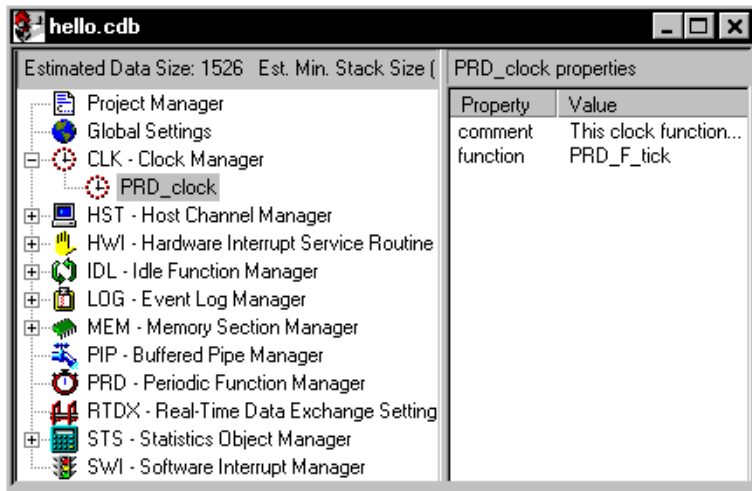 hello.cdb
Estimated Data Size: 1526 Est. Min. Stack Size (
PRD_clock properties
Project Manager
Global Settings
CLK - Clock Manager
PRD_clock
HST - Host Channel Manager
HWI - Hardware Interrupt Service Routine
IDL - Idle Function Manager
LOG - Event Log Manager
MEM - Memory Section Manager
PIP - Buffered Pipe Manager
PRD - Periodic Function Manager
RTDX - Real-Time Data Exchange Setting
STS - Statistics Object Manager
SWI - Software Interrupt Manager
Property Value
comment This clock function...
function PRD_F_tick